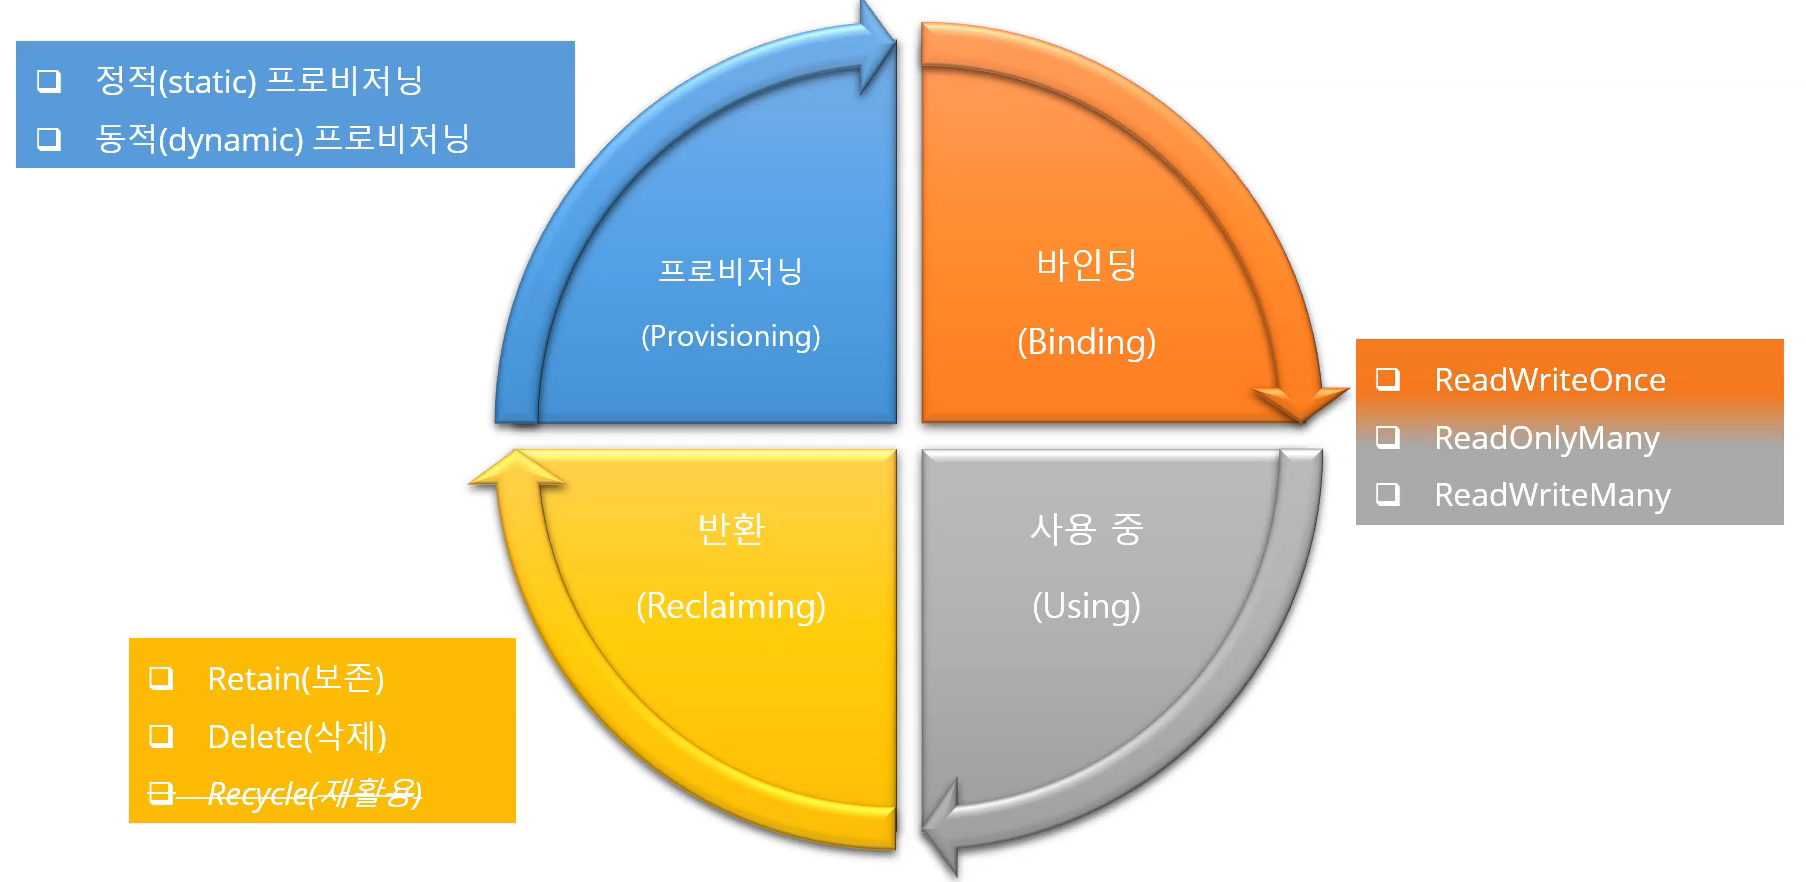 정적(static) 프로비저닝
동적(dynamic) 프로비저닝
프로비저닝
(Provisioning)
바인딩
(Binding)
ReadWriteOnce
ReadOnlyMany
ReadWriteMany
반환
(Reclaiming)
사용 중
(Using)
Retain(보존)
Delete(삭제)
Recycle(재활용)